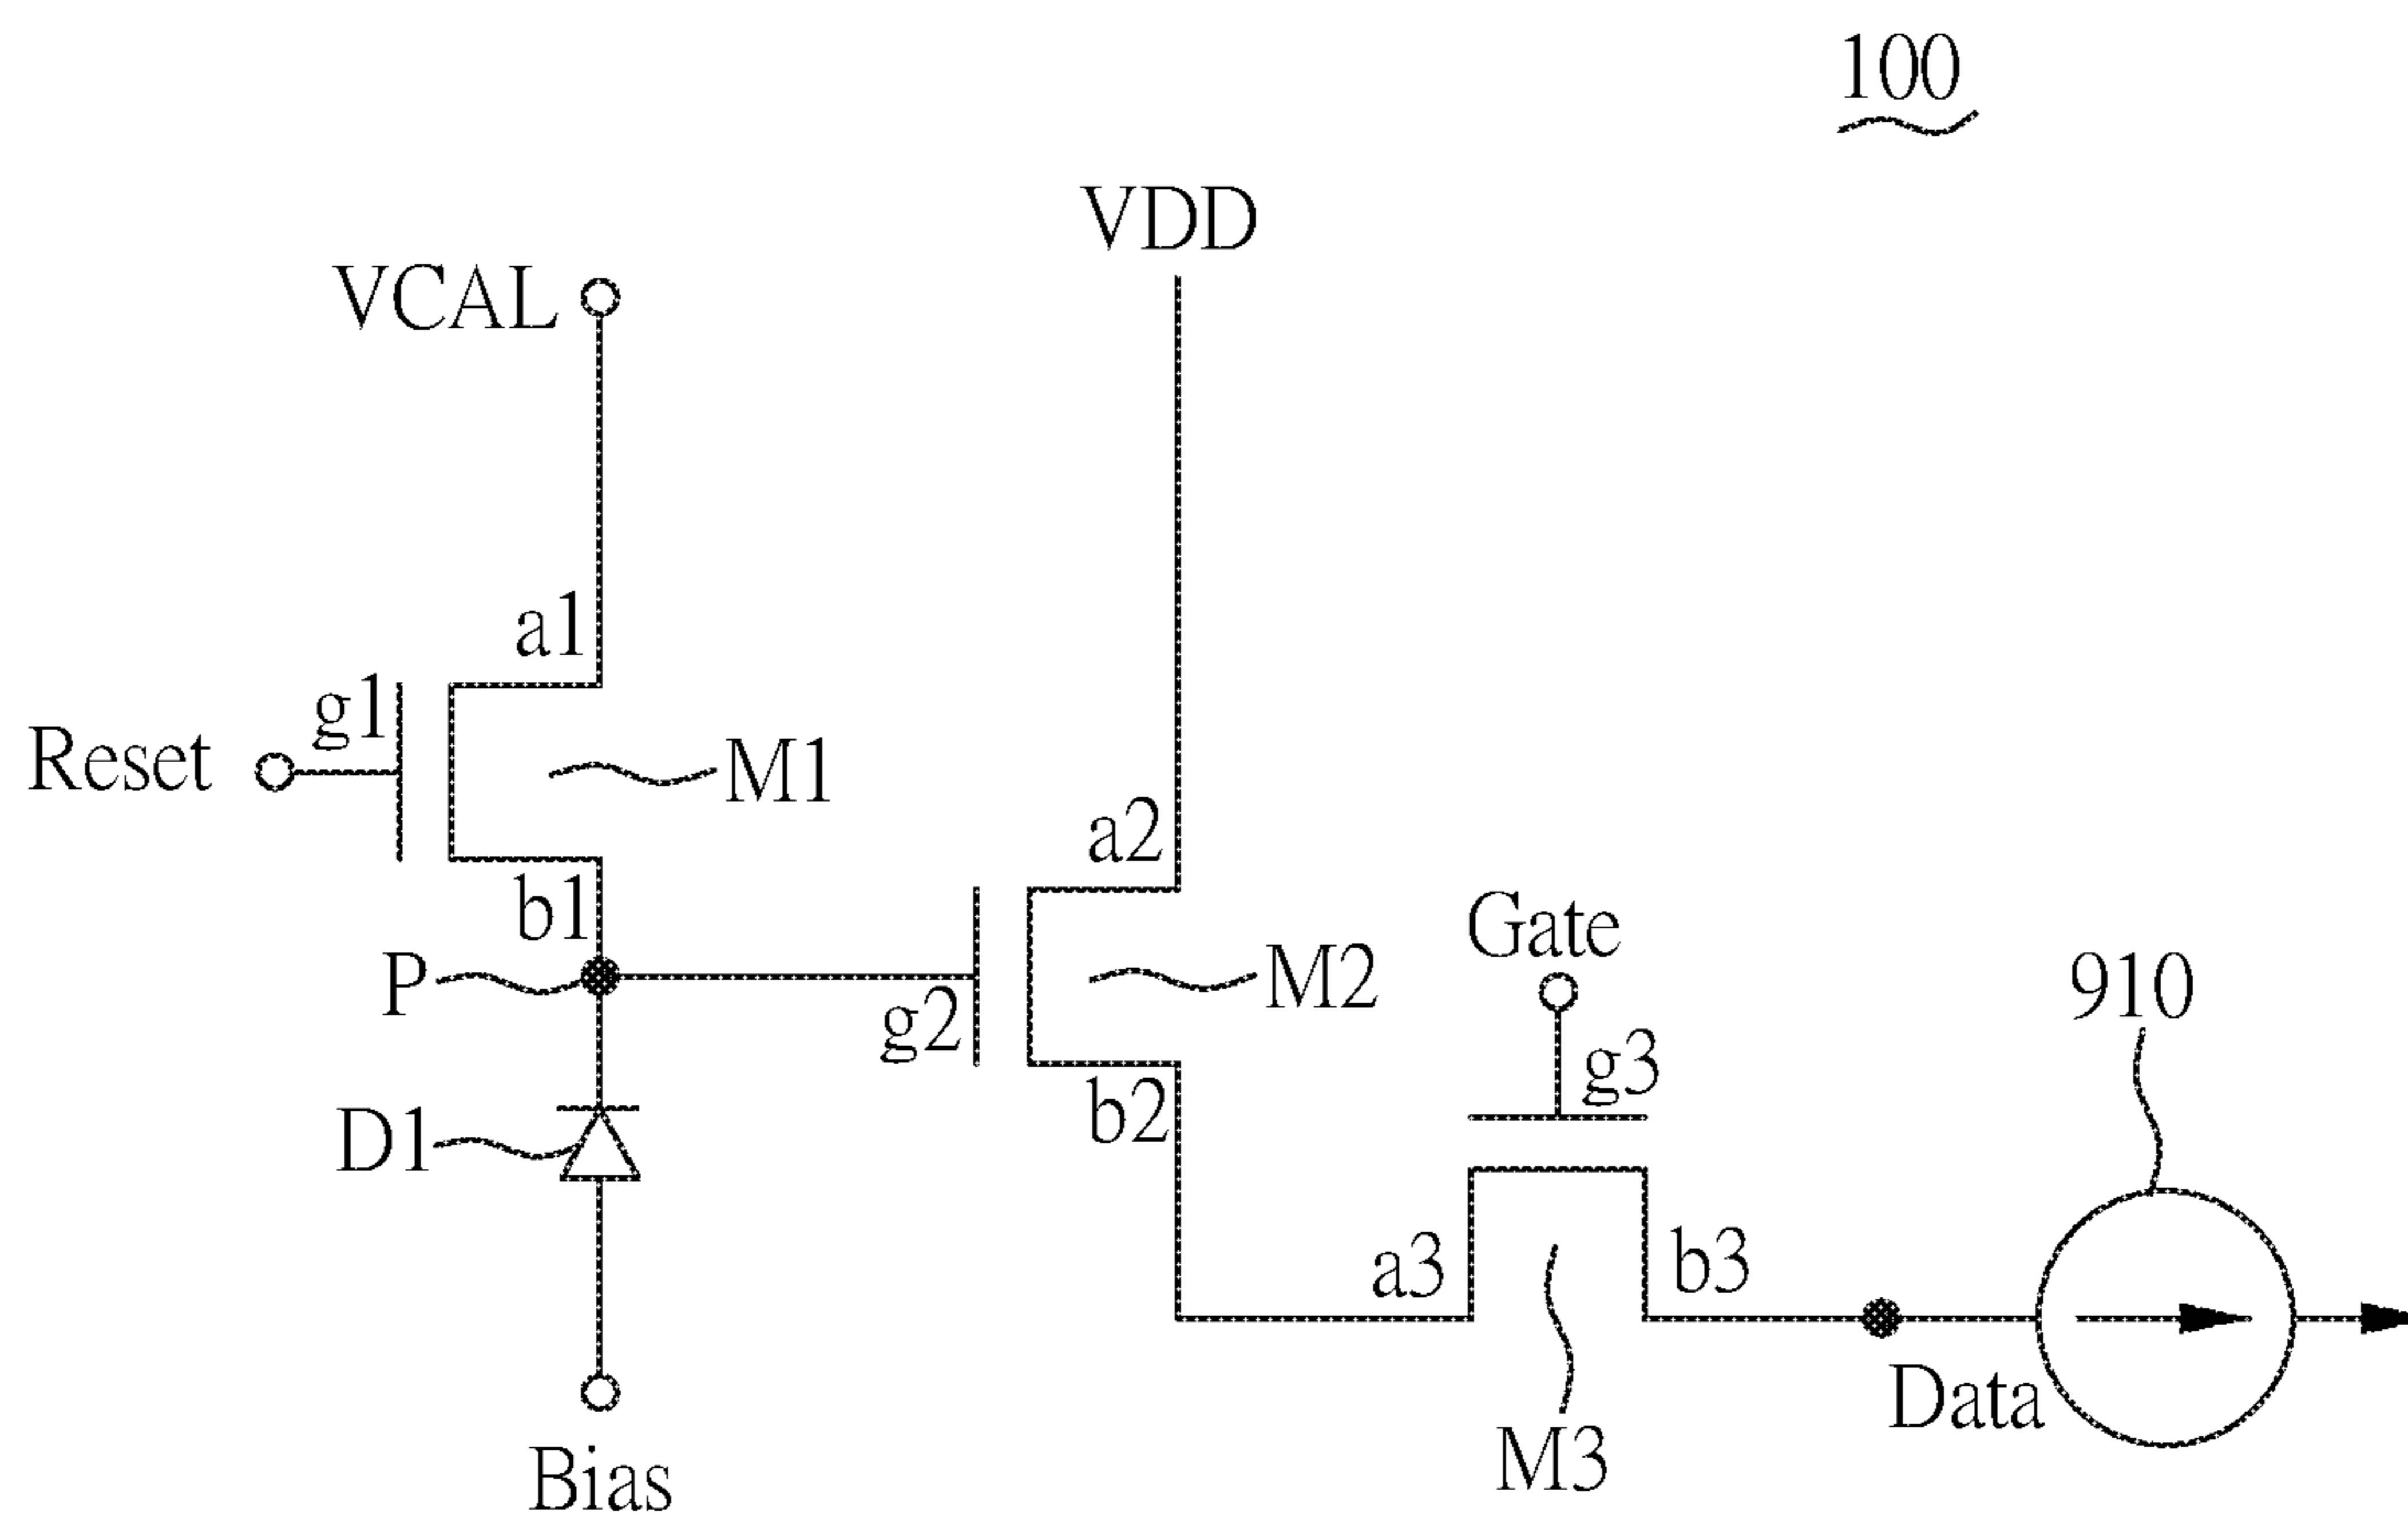 100
VDD
VCAL
a1
g1
Reset
M1
a2
b1
Gate
P
M2
910
g2
g3
b2
D1
a3
b3
Data
M3
Bias